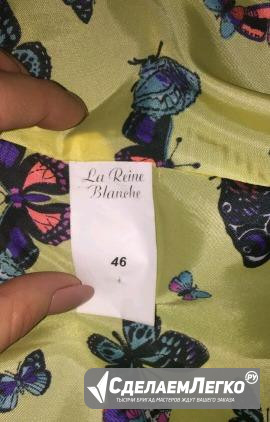 La Reine
Blanche
46
СделаемЛегко РУ
ТЫСЯЧИ БРИГАД МАСТЕРОВ ЖДУТ ВАШЕГО ЗАКАЗА